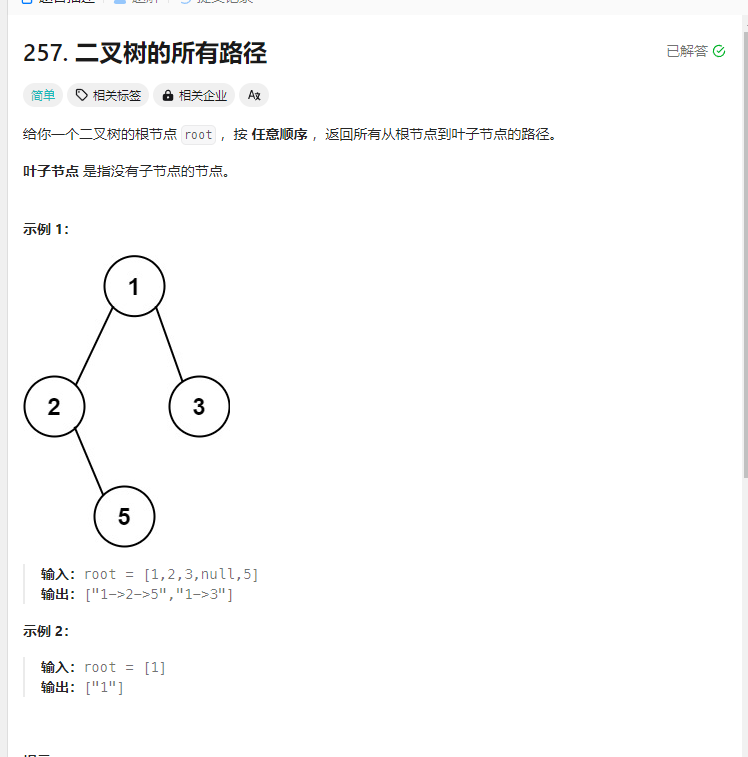 257. 二叉树的所有路径
已解答
简单 相关标签 相关企业
给你一个二叉树的根节点 root ，按 任意顺序 ，返回所有从根节点到叶子节点的路径。
叶子节点 是指没有子节点的节点。
示例 1：
1
2
3
5
输入：root = [1,2,3,null,5]
输出：["1->2->5","1->3"]
示例 2：
输入：root = [1]
输出：["1"]